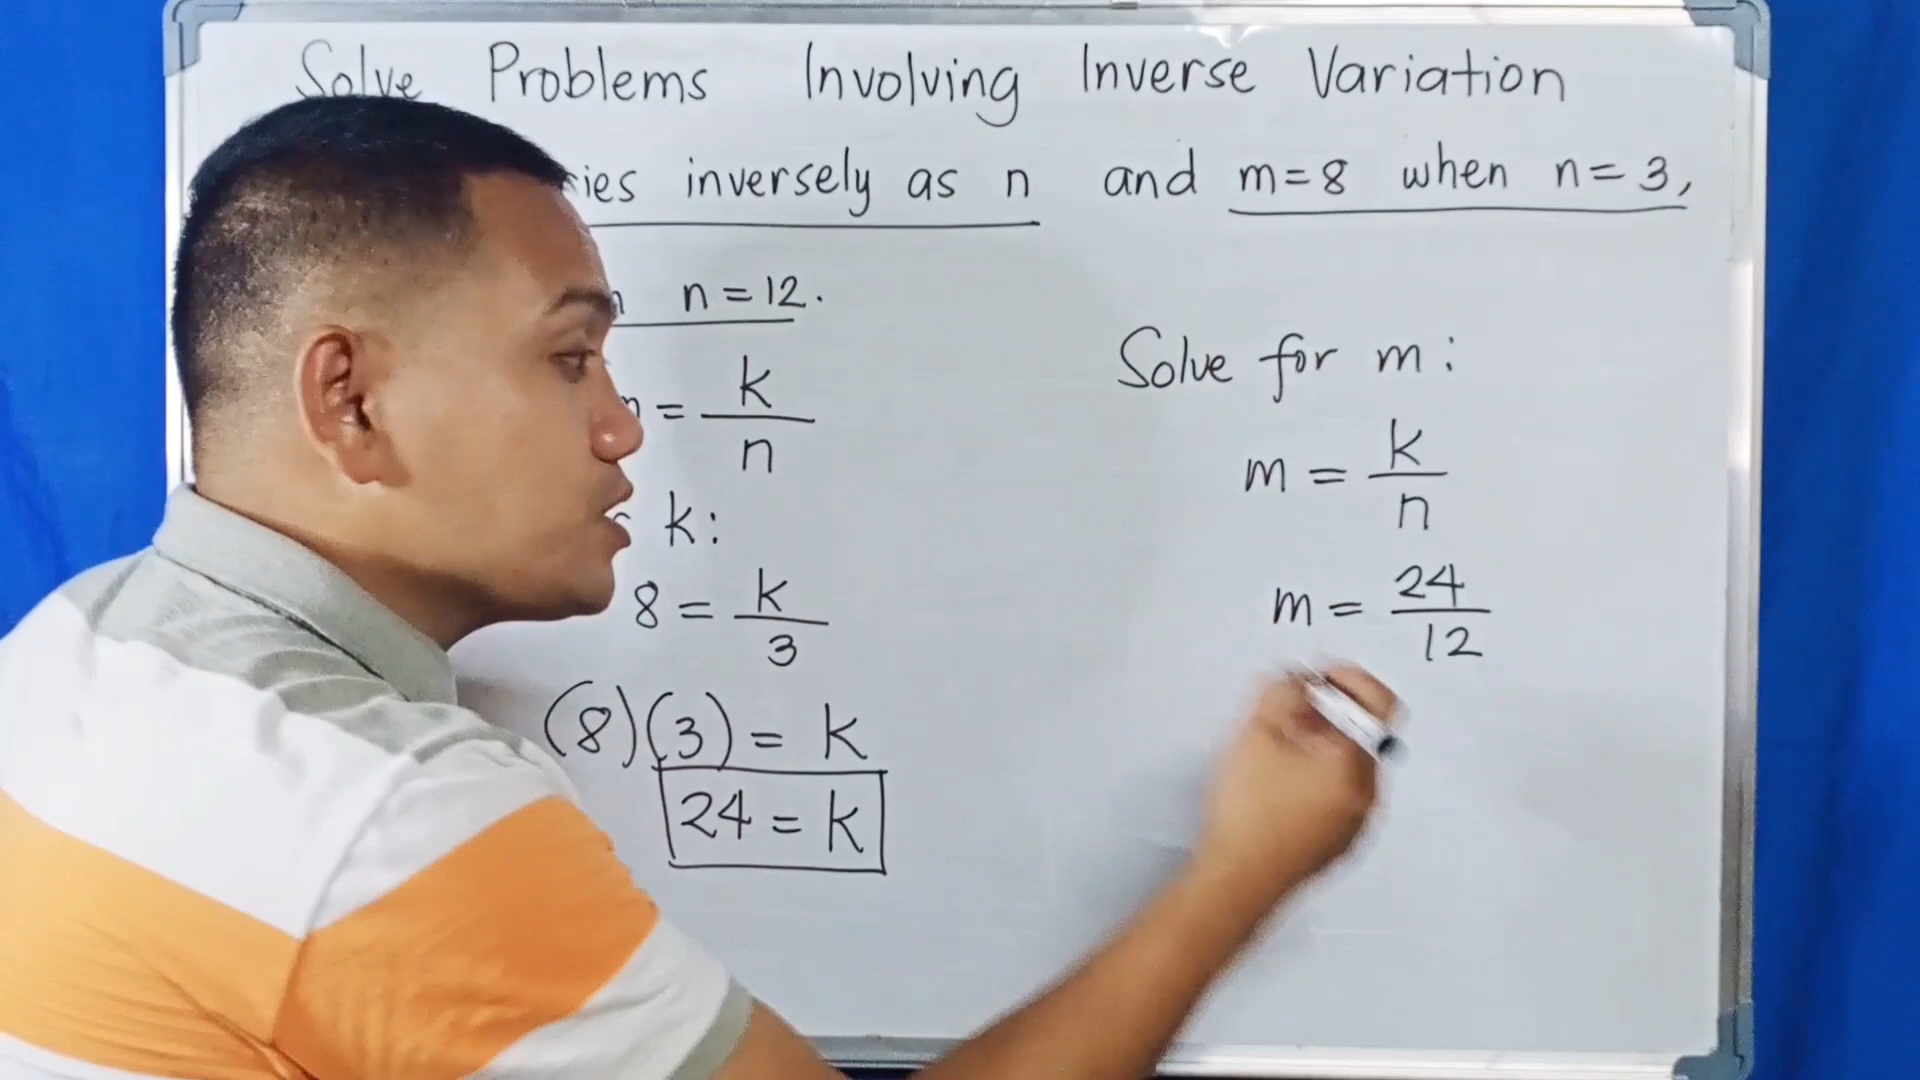 Solve Problems Involving Inverse Variation
inversely as n and m=8 when n=3,
n=12.
= k/n
k:
8 = k/3
(8)(3) = k
24 = k
Solve for m:
m = k/n
m = 24/12